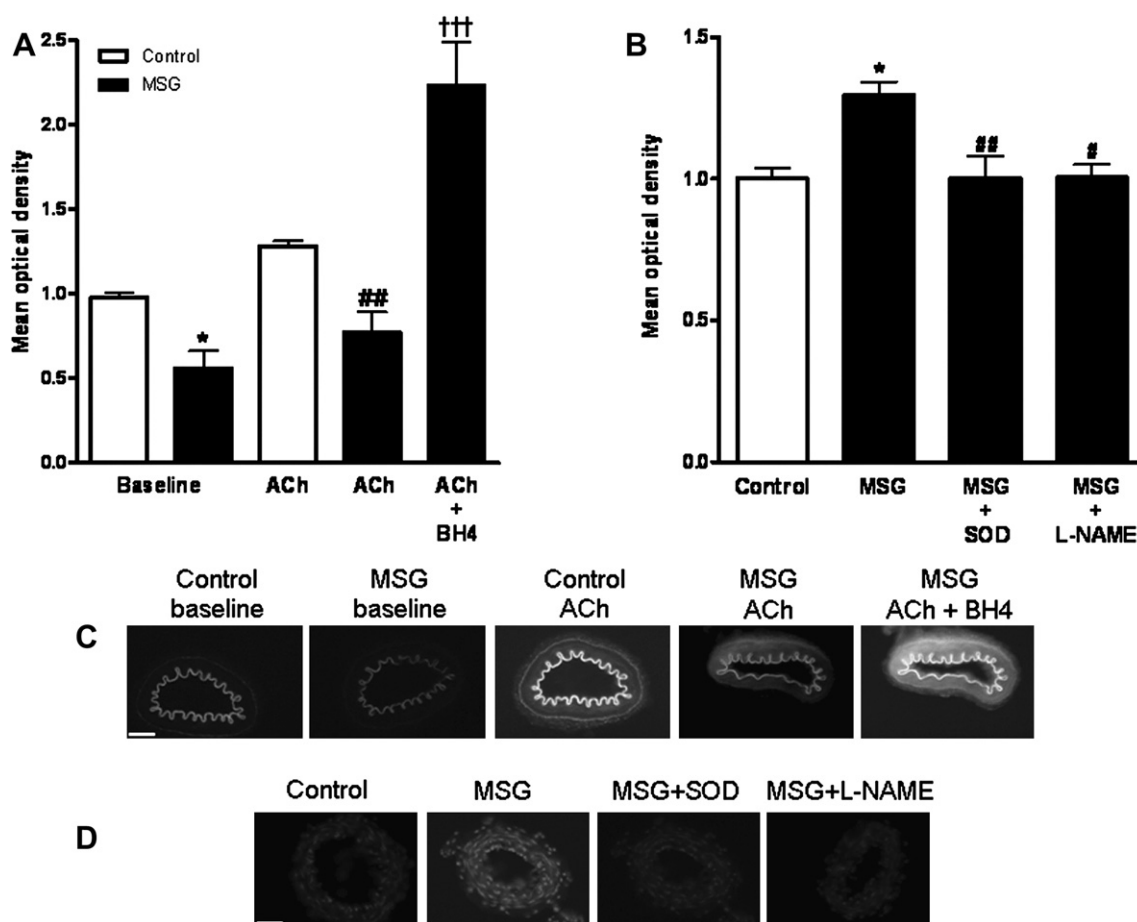 A
Mean optical density
2.5
2.0
1.5
1.0
0.5
0.0
Control
MSG
*
##
†††
Baseline
ACh
ACh
ACh
+
BH4
B
Mean optical density
1.5
1.0
0.5
0.0
*
##
#
Control
MSG
MSG
+
SOD
MSG
+
L-NAME
C
Control
baseline
MSG
baseline
Control
ACh
MSG
ACh
MSG
ACh + BH4
D
Control
MSG
MSG+SOD
MSG+L-NAME